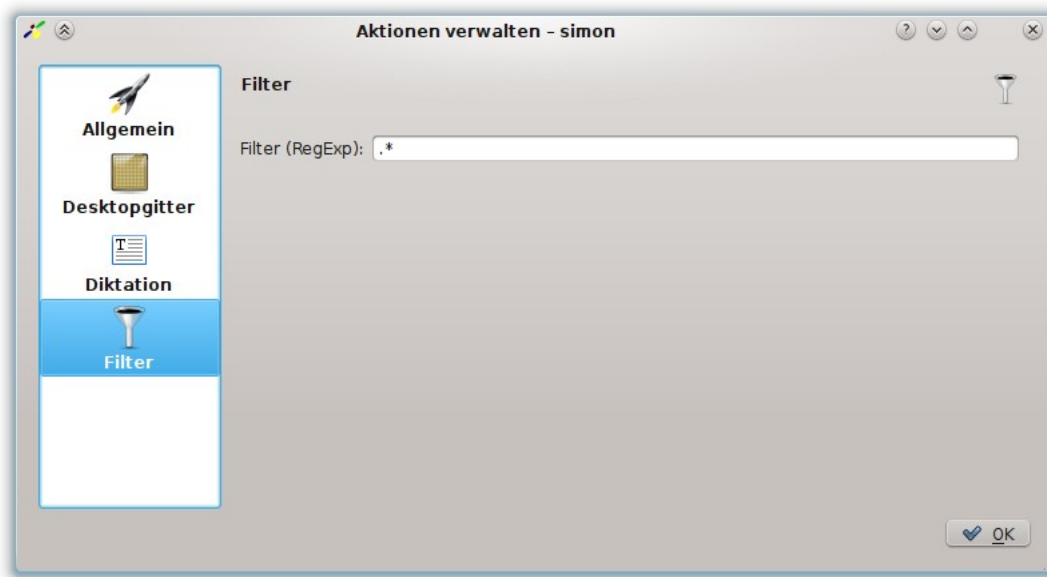 Aktionen verwalten – simon
Allgemein
Desktopgitter
Diktation
Filter
Filter
Filter (RegExp): .*
OK